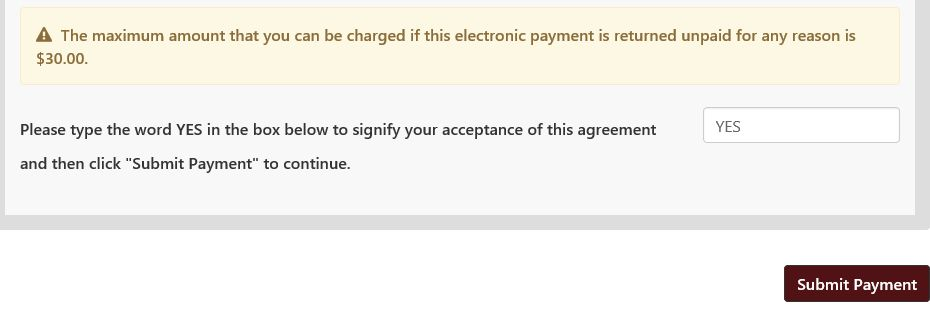 The maximum amount that you can be charged if this electronic payment is returned unpaid for any reason is
$30.00.
Please type the word YES in the box below to signify your acceptance of this agreement
and then click "Submit Payment" to continue.
YES
Submit Payment